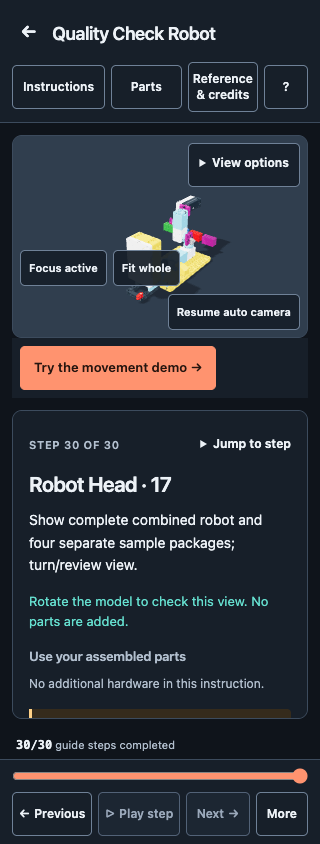 ← Quality Check Robot
Instructions
Parts
Reference
& credits
?
▶ View options
Focus active
Fit whole
Resume auto camera
Try the movement demo →
STEP 30 OF 30
▶ Jump to step
Robot Head · 17
Show complete combined robot and
four separate sample packages;
turn/review view.
Rotate the model to check this view. No
parts are added.
Use your assembled parts
No additional hardware in this instruction.
30/30 guide steps completed
← Previous
▷ Play step
Next →
More